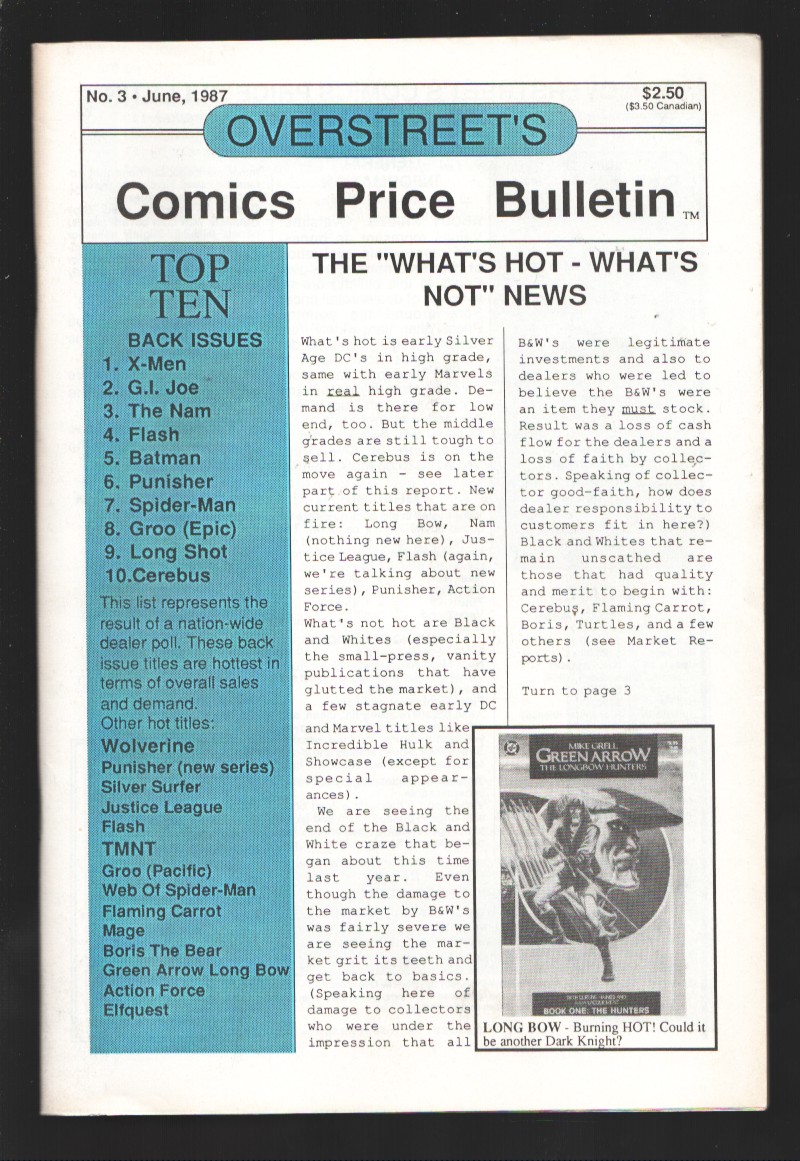 No. 3 • June, 1987
$2.50
($3.50 Canadian)
OVERSTREET'S
Comics Price Bulletin TM
TOP
TEN
BACK ISSUES
1. X-Men
2. G.I. Joe
3. The Nam
4. Flash
5. Batman
6. Punisher
7. Spider-Man
8. Groo (Epic)
9. Long Shot
10.Cerebus
This list represents the
result of a nation-wide
dealer poll. These back
issue titles are hottest in
terms of overall sales
and demand.
Other hot titles:
Wolverine
Punisher (new series)
Silver Surfer
Justice League
Flash
TMNT
Groo (Pacific)
Web Of Spider-Man
Flaming Carrot
Mage
Boris The Bear
Green Arrow Long Bow
Action Force
Elfquest
THE "WHAT'S HOT - WHAT'S
NOT" NEWS
What's hot is early Silver
Age DC's in high grade,
same with early Marvels
in real high grade. De-
mand is there for low
end, too. But the middle
grades are still tough to
sell. Cerebus is on the
move again - see later
part of this report. New
current titles that are on
fire: Long Bow, Nam
(nothing new here), Jus-
tice League, Flash (again,
we're talking about new
series), Punisher, Action
Force.
What's not hot are Black
and Whites (especially
the small-press, vanity
publications that have
glutted the market), and
a few stagnate early DC
and Marvel titles like
Incredible Hulk and
Showcase (except for
special appear-
ances).
We are seeing the
end of the Black and
White craze that be-
gan about this time
last year. Even
though the damage to
the market by B&W's
was fairly severe we
are seeing the mar-
ket grit its teeth and
get back to basics.
(Speaking here of
damage to collectors
who were under the
impression that all
B&W's were legitimate
investments and also to
dealers who were led to
believe the B&W's were
an item they must stock.
Result was a loss of cash
flow for the dealers and a
loss of faith by collec-
tors. Speaking of collec-
tor good-faith, how does
dealer responsibility to
customers fit in here?)
Black and Whites that re-
main unscathed are
those that had quality
and merit to begin with:
Cerebus, Flaming Carrot,
Boris, Turtles, and a few
others (see Market Re-
ports).
Turn to page 3
DC
MIKE GRELL
GREEN ARROW
THE LONGBOW HUNTERS
BOOK ONE: THE HUNTERS
LONG BOW - Burning HOT! Could it
be another Dark Knight?